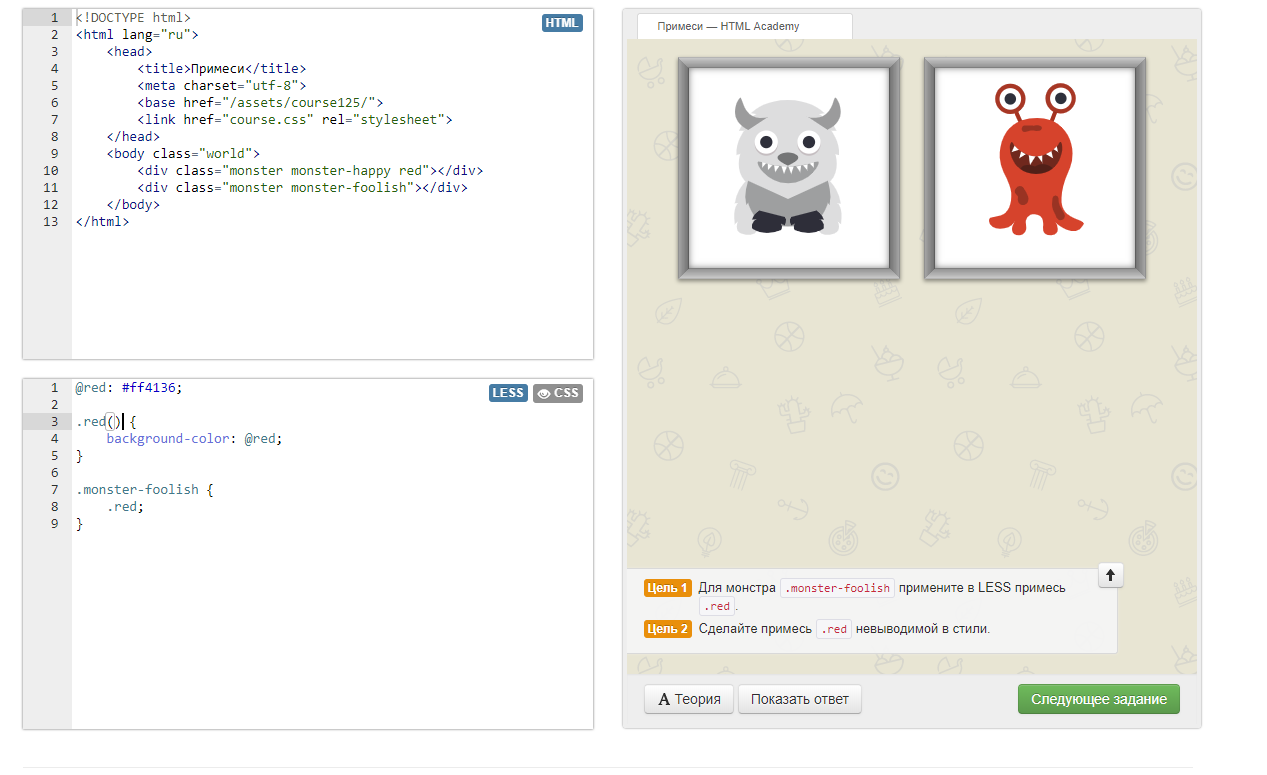 1 <!DOCTYPE html>
2 <html lang="ru">
3     <head>
4         <title>Примеси</title>
5         <meta charset="utf-8">
6         <base href="/assets/course125/">
7         <link href="course.css" rel="stylesheet">
8     </head>
9     <body class="world">
10         <div class="monster monster-happy red"></div>
11         <div class="monster monster-foolish"></div>
12     </body>
13 </html>
HTML
1 @red: #ff4136;
2
3 .red() {
4     background-color: @red;
5 }
6
7 .monster-foolish {
8     .red;
9 }
LESS CSS
Примеси — HTML Academy
Цель 1 Для монстра .monster-foolish примените в LESS примесь
.red.
Цель 2 Сделайте примесь .red невыводимой в стили.
A Теория Показать ответ Следующее задание